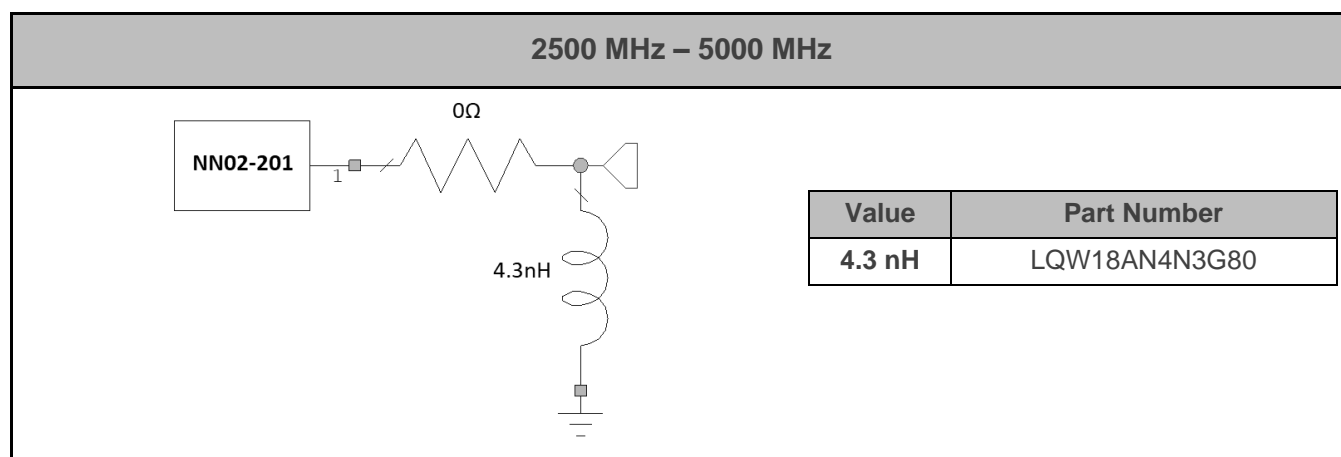 2500 MHz – 5000 MHz
0Ω
NN02-201
1
4.3nH
Value Part Number
4.3 nH LQW18AN4N3G80